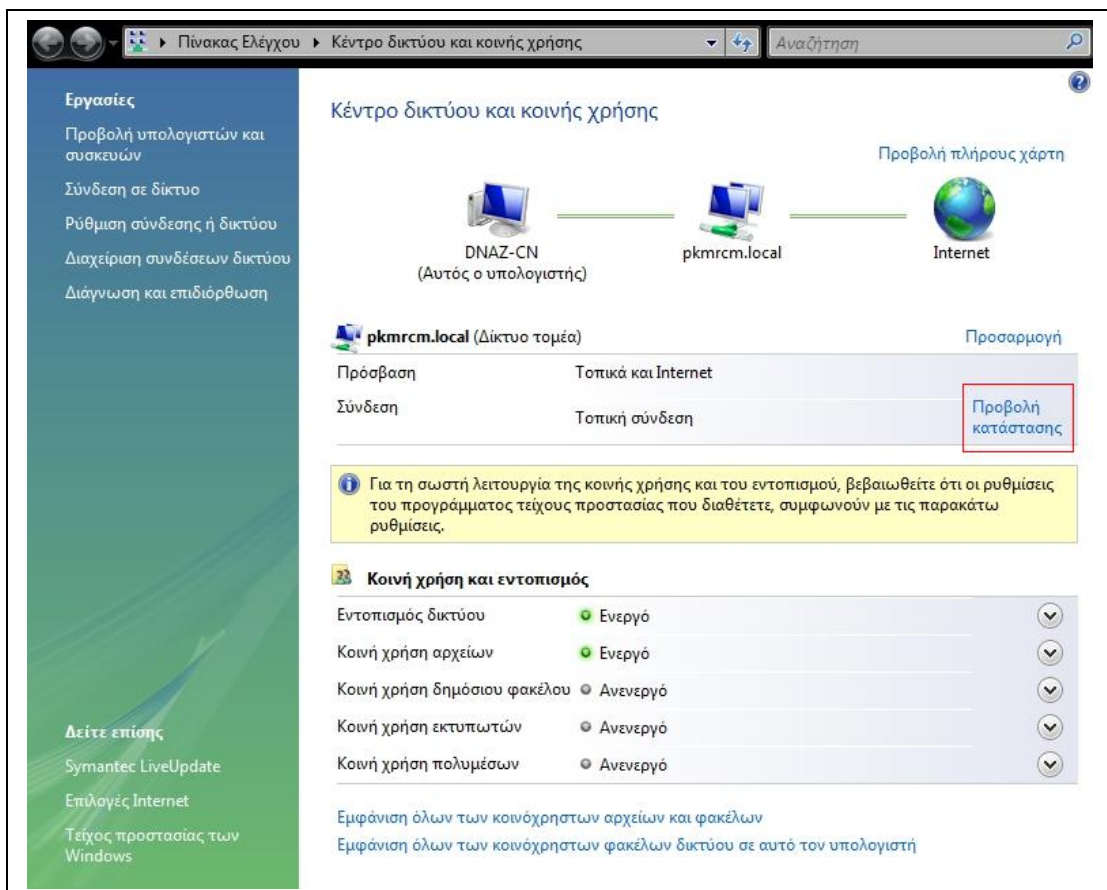 Πίνακας Ελέγχου Κέντρο δικτύου και κοινής χρήσης
Αναζήτηση
Εργασίες
Προβολή υπολογιστών και
συσκευών
Σύνδεση σε δίκτυο
Ρύθμιση σύνδεσης ή δικτύου
Διαχείριση συνδέσεων δικτύου
Διάγνωση και επιδιόρθωση
Κέντρο δικτύου και κοινής χρήσης
Προβολή πλήρους χάρτη
DNAZ-CN
(Αυτός ο υπολογιστής)
pkmrcm.local
Internet
pkmrcm.local (Δίκτυο τομέα)
Προσαρμογή
Πρόσβαση Τοπικά και Internet
Σύνδεση Τοπική σύνδεση
Προβολή
κατάστασης
Για τη σωστή λειτουργία της κοινής χρήσης και του εντοπισμού, βεβαιωθείτε ότι οι ρυθμίσεις
του προγράμματος τείχους προστασίας που διαθέτετε, συμφωνούν με τις παρακάτω
ρυθμίσεις.
Κοινή χρήση και εντοπισμός
Εντοπισμός δικτύου Ενεργό
Κοινή χρήση αρχείων Ενεργό
Κοινή χρήση δημόσιου φακέλου Ανενεργό
Κοινή χρήση εκτυπωτών Ανενεργό
Κοινή χρήση πολυμέσων Ανενεργό
Εμφάνιση όλων των κοινόχρηστων αρχείων και φακέλων
Εμφάνιση όλων των κοινόχρηστων φακέλων δικτύου σε αυτό τον υπολογιστή
Δείτε επίσης
Symantec LiveUpdate
Επιλογές Internet
Τείχος προστασίας των
Windows